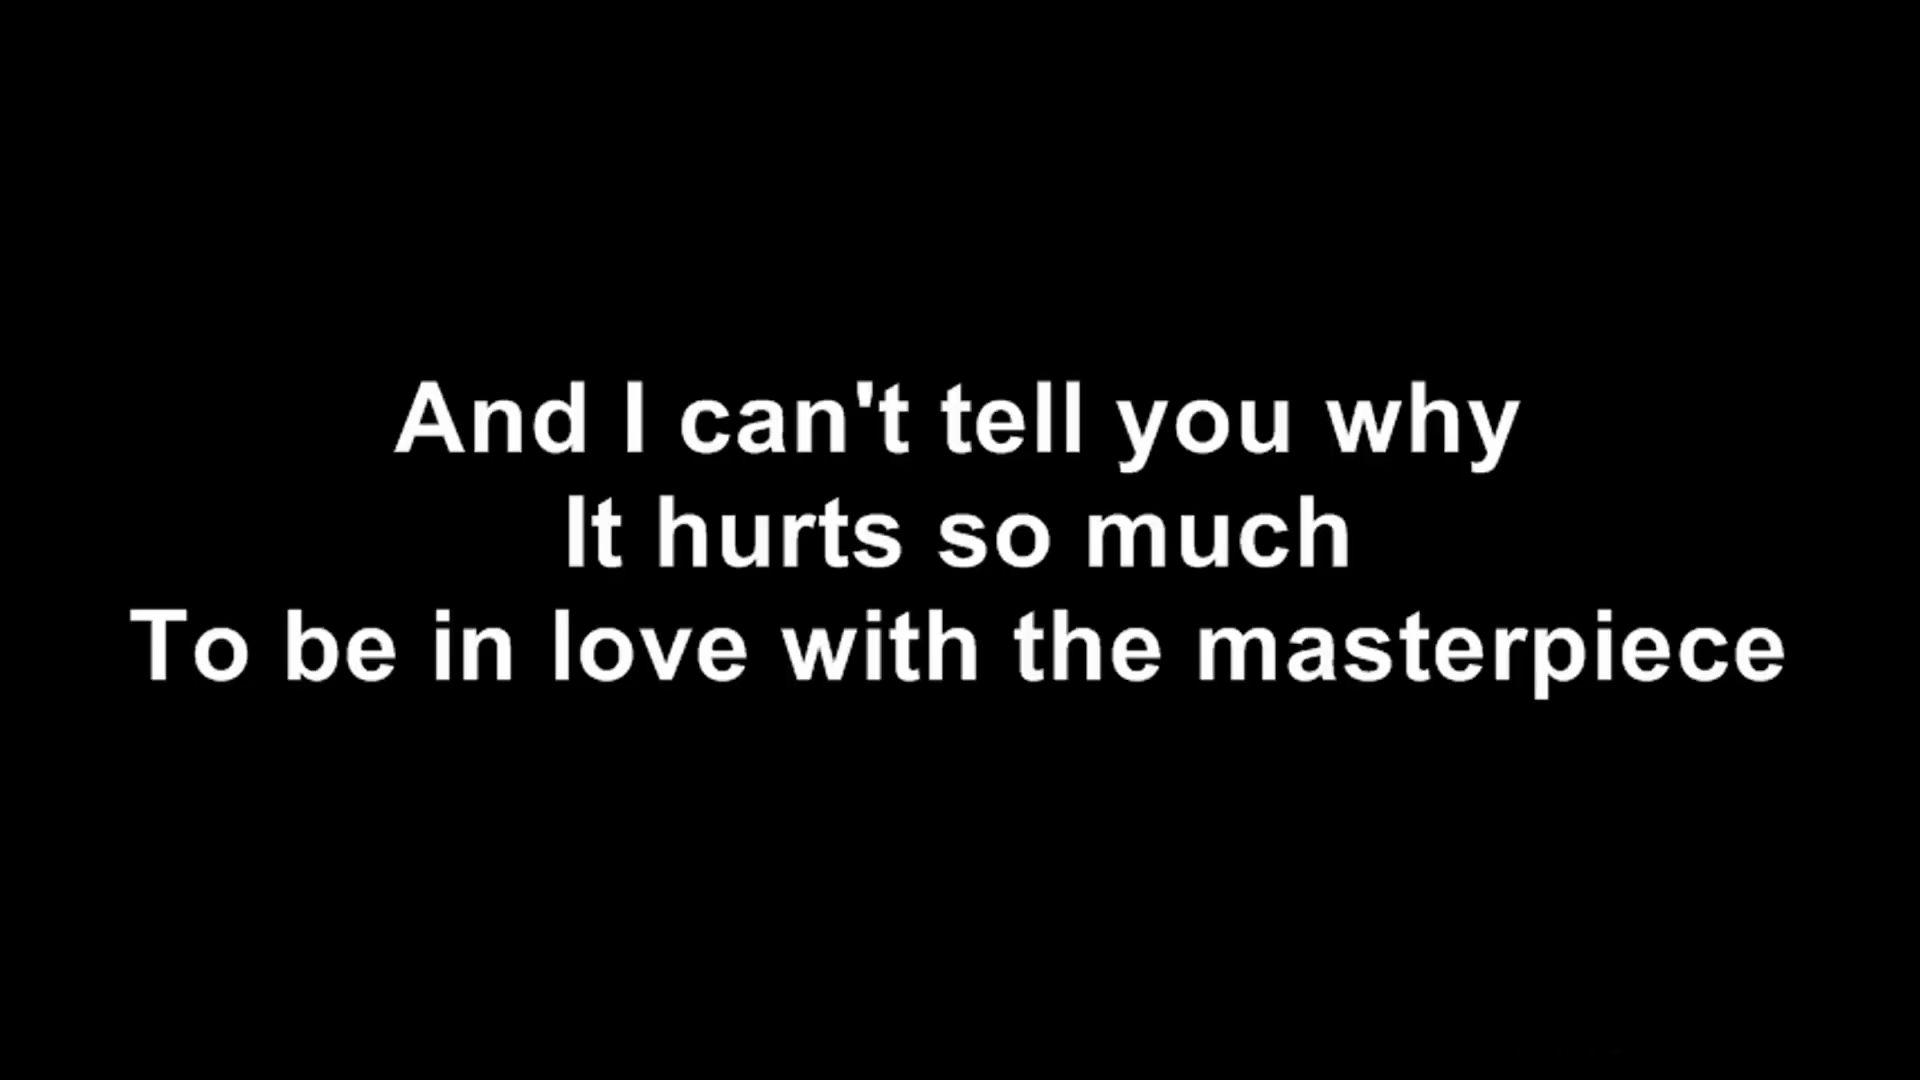 And I can't tell you why
It hurts so much
To be in love with the masterpiece